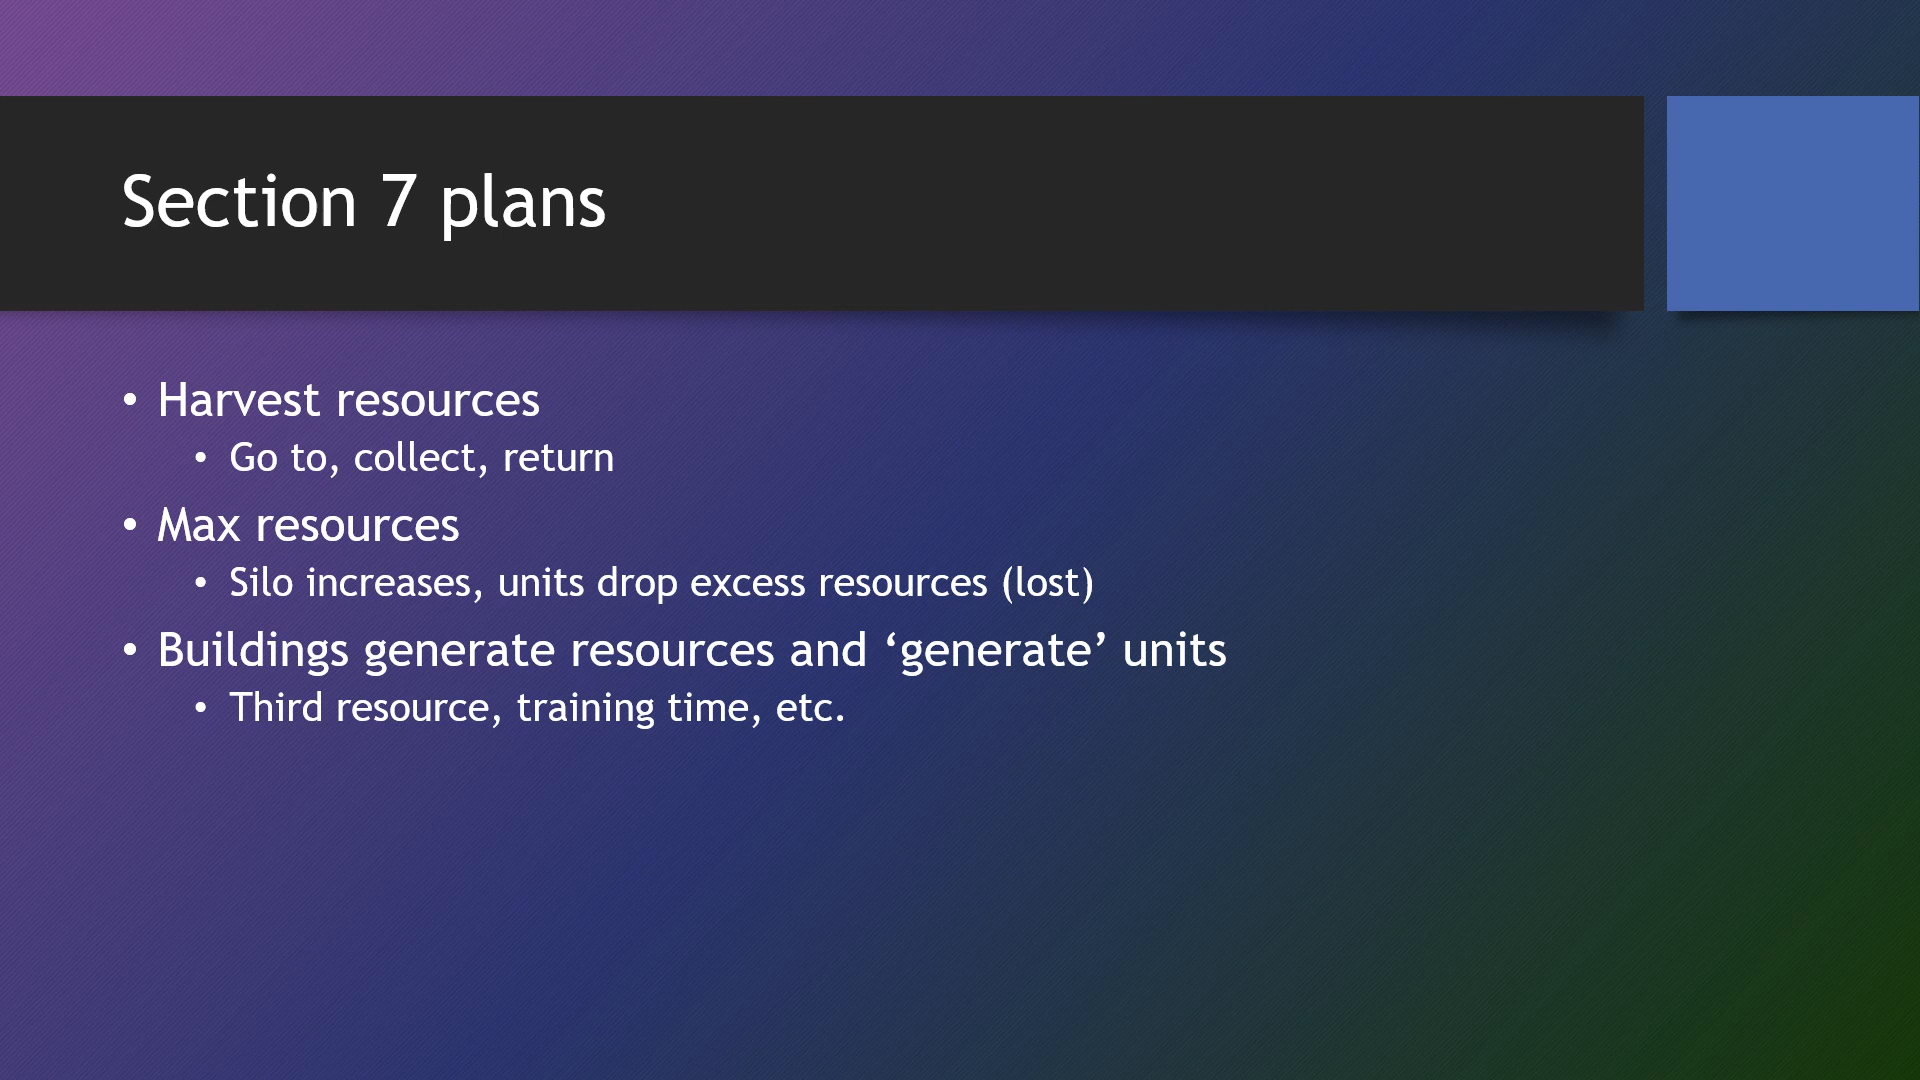 Section 7 plans
• Harvest resources
• Go to, collect, return
• Max resources
• Silo increases, units drop excess resources (lost)
• Buildings generate resources and ‘generate’ units
• Third resource, training time, etc.